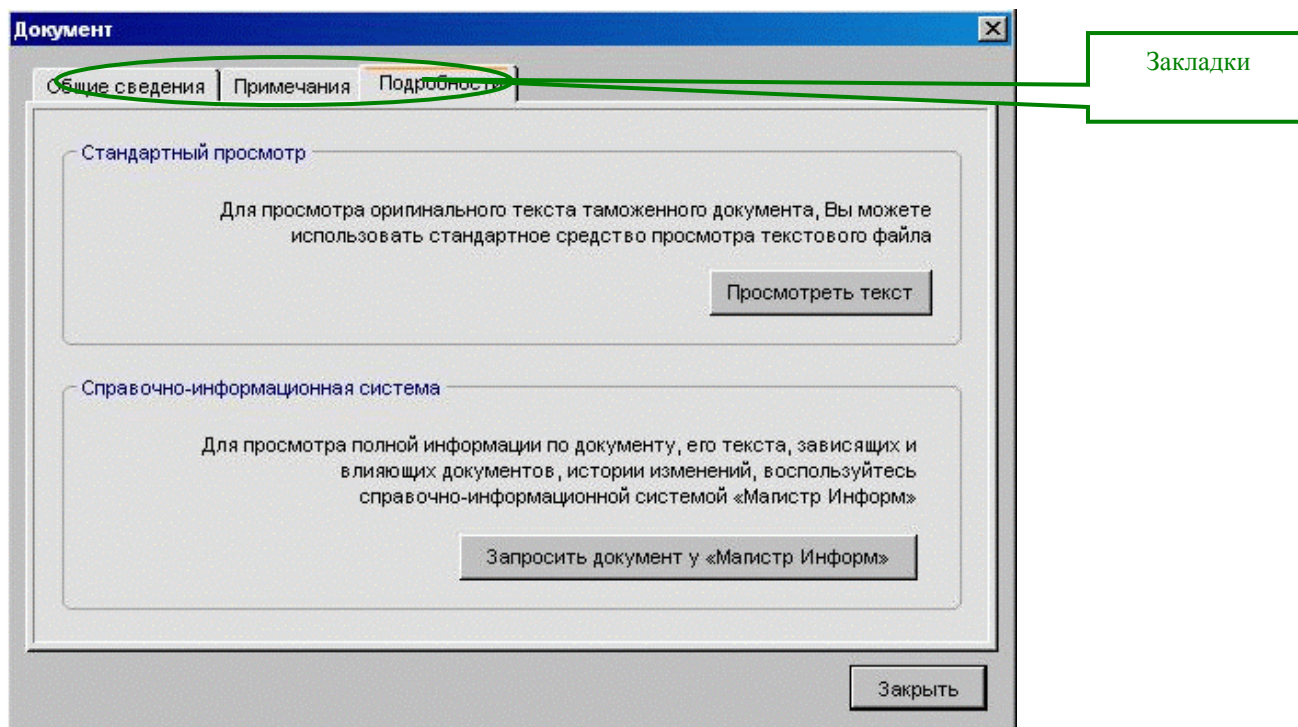 Документ
Закладки
Общие сведения Примечания Подробности
Стандартный просмотр
Для просмотра оригинального текста таможенного документа, Вы можете
использовать стандартное средство просмотра текстового файла
Просмотреть текст
Справочно-информационная система
Для просмотра полной информации по документу, его текста, зависящих и
влияющих документов, истории изменений, воспользуйтесь
справочно-информационной системой «Магистр Информ»
Запросить документ у «Магистр Информ»
Закрыть